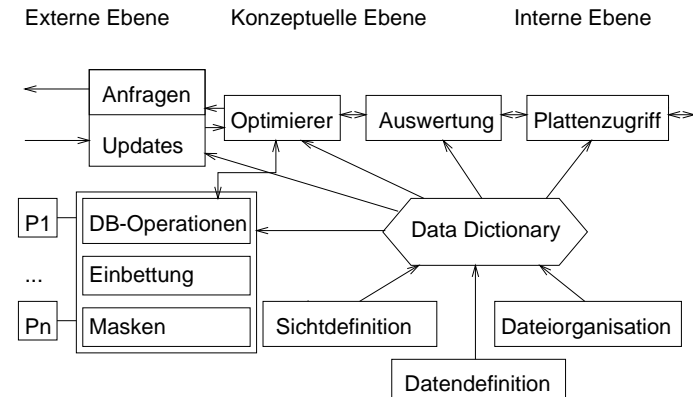 Externe Ebene
Konzeptuelle Ebene
Interne Ebene
Anfragen
Updates
Optimierer
Auswertung
Plattenzugriff
P1
DB-Operationen
Data Dictionary
...
Einbettung
Pn
Masken
Sichtdefinition
Dateiorganisation
Datendefinition